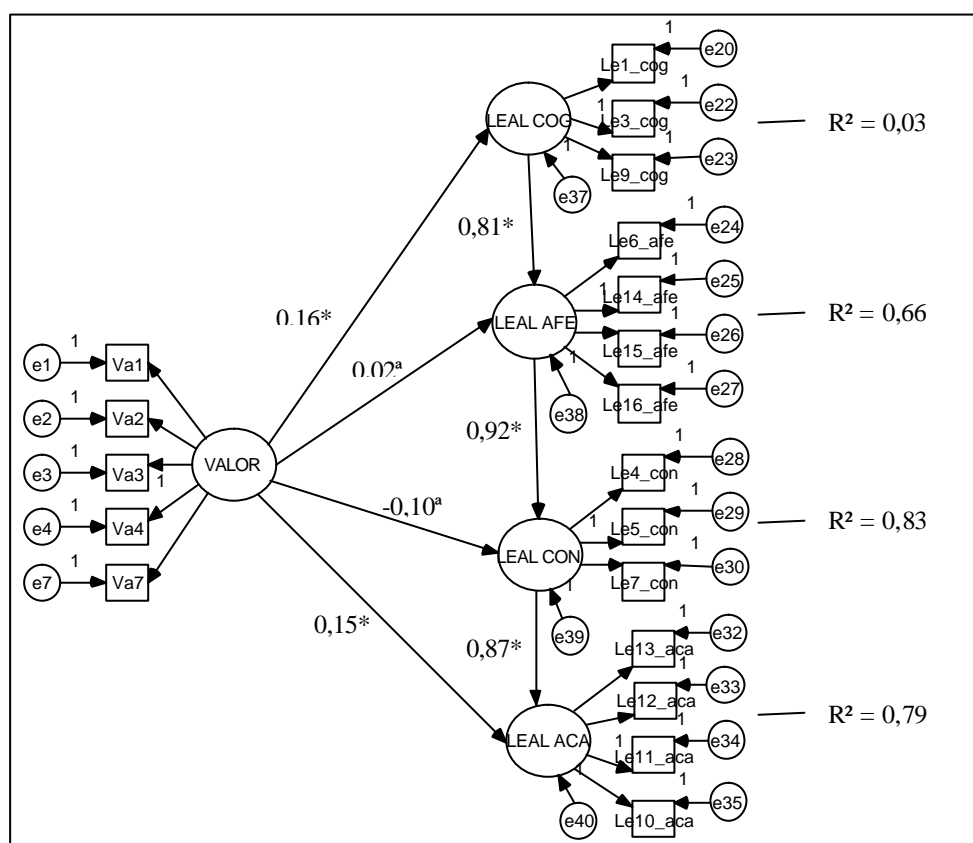 1
e20
Le1_cog
1
e22
LEAL COG
1
Le3_cog
R² = 0,03
1
1
e23
Le9_cog
e37
1
e24
0,81*
Le6_afe
1
e25
LEAL AFE
1
Le14_afe
R² = 0,66
0,16*
1
e26
Le15_afe
1
1
e27
1
e1
Va1
0,02ª
Le16_afe
e38
1
e2
Va2
0,92*
1
e28
VALOR
Le4_con
1
e3
Va3
1
1
e29
-0,10ª
1
Le5_con
R² = 0,83
1
e4
Va4
LEAL CON
1
e30
1
e7
Va7
1
Le7_con
0,15*
e39
1
e32
0,87*
Le13_aca
1
e33
Le12_aca
R² = 0,79
1
e34
LEAL ACA
1
Le11_aca
1
1
e35
e40
Le10_aca